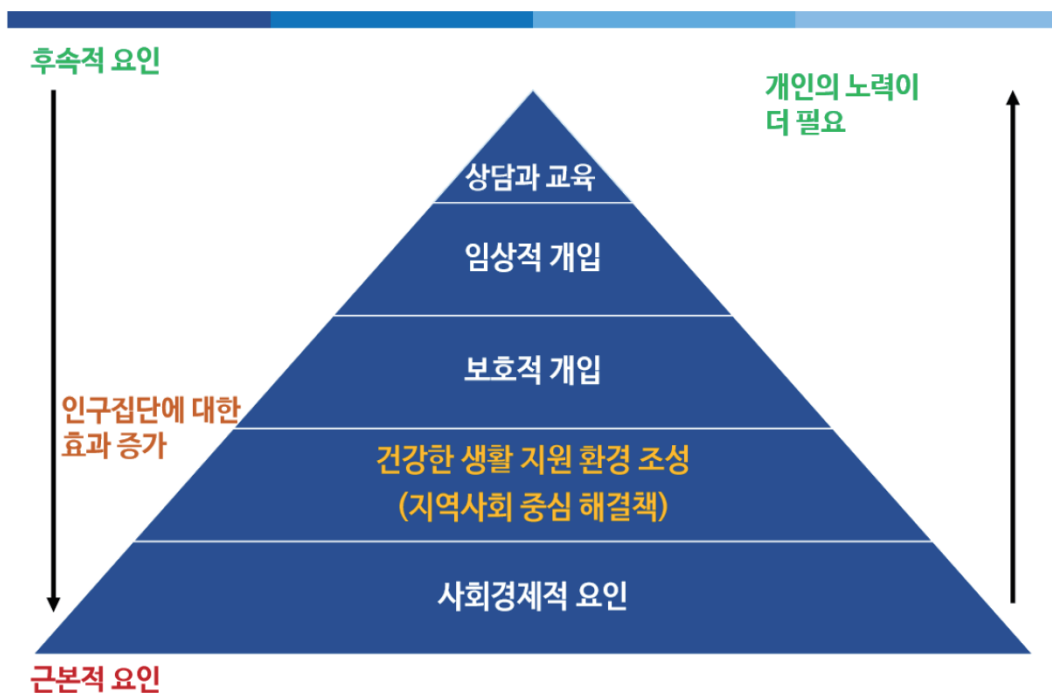 후속적 요인
개인의 노력이
더 필요
상담과 교육
임상적 개입
보호적 개입
인구집단에 대한
효과 증가
건강한 생활 지원 환경 조성
(지역사회 중심 해결책)
사회경제적 요인
근본적 요인